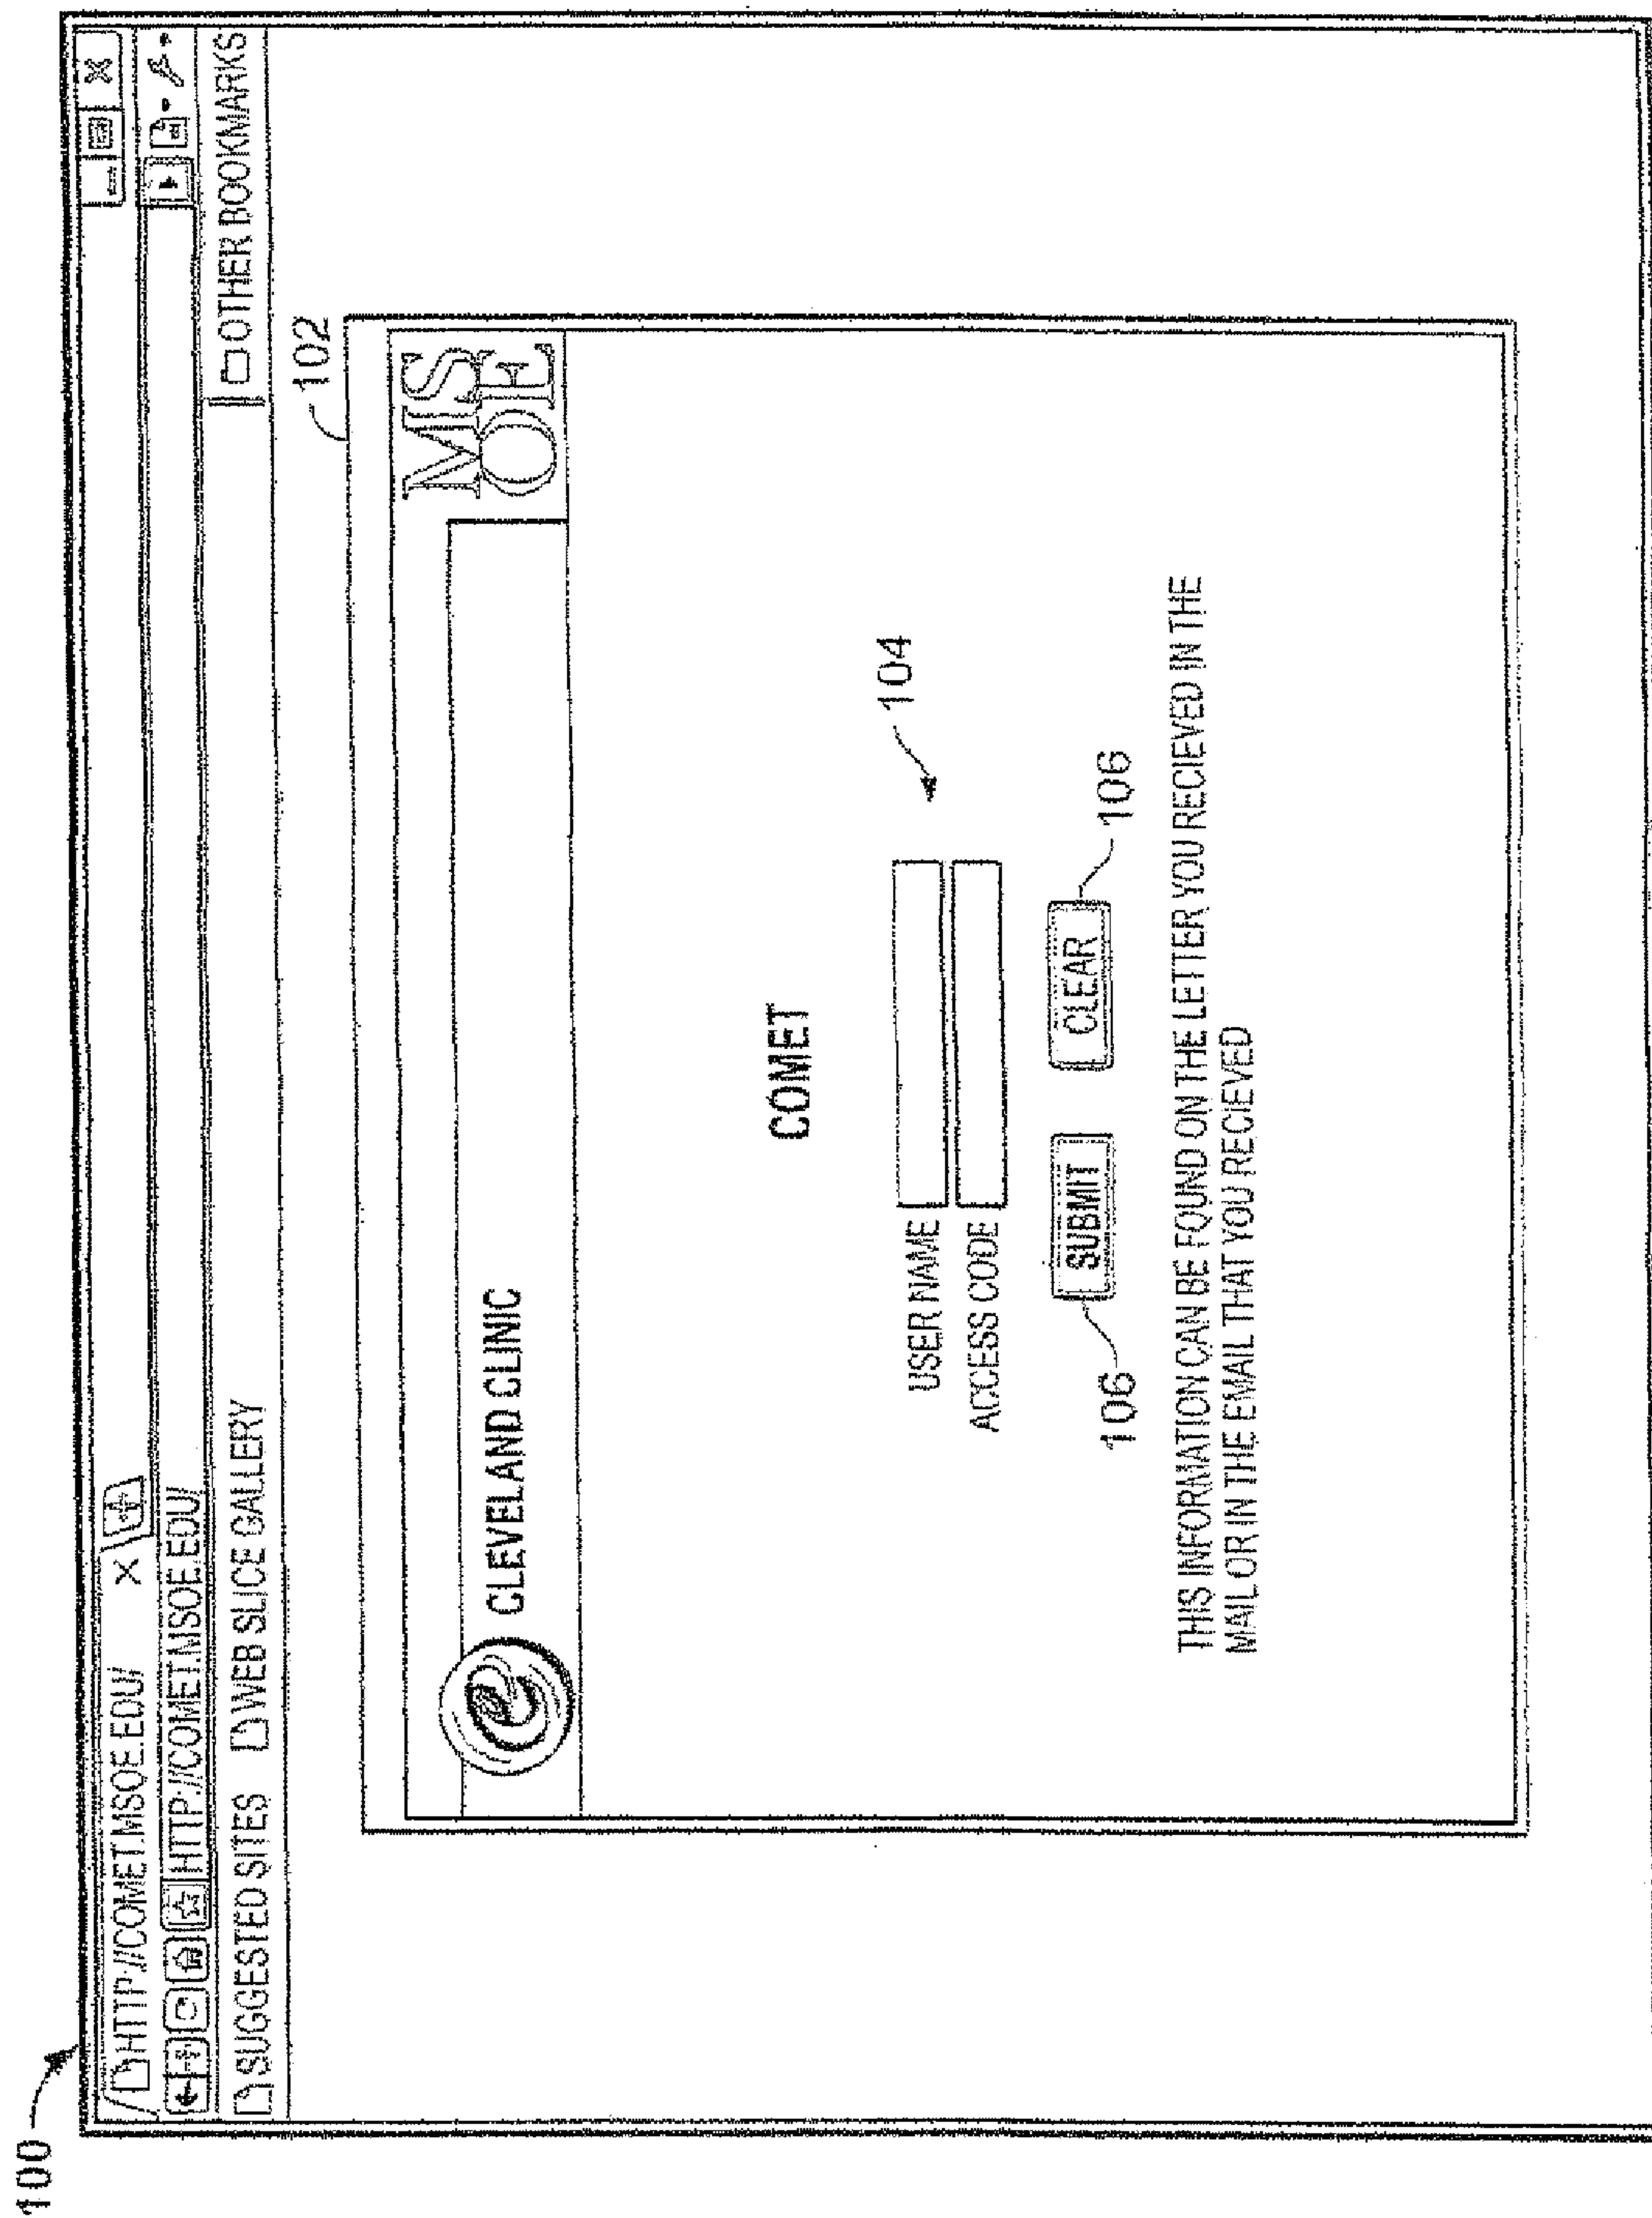 100
HTTP://COMET.MSOE.EDU/ X
HTTP://COMET.MSOE.EDU/
SUGGESTED SITES WEB SLICE GALLERY OTHER BOOKMARKS
102
CLEVELAND CLINIC
MS
OE
COMET
104
USER NAME
ACCESS CODE
SUBMIT CLEAR
106 106
THIS INFORMATION CAN BE FOUND ON THE LETTER YOU RECIEVED IN THE
MAIL OR IN THE EMAIL THAT YOU RECIEVED